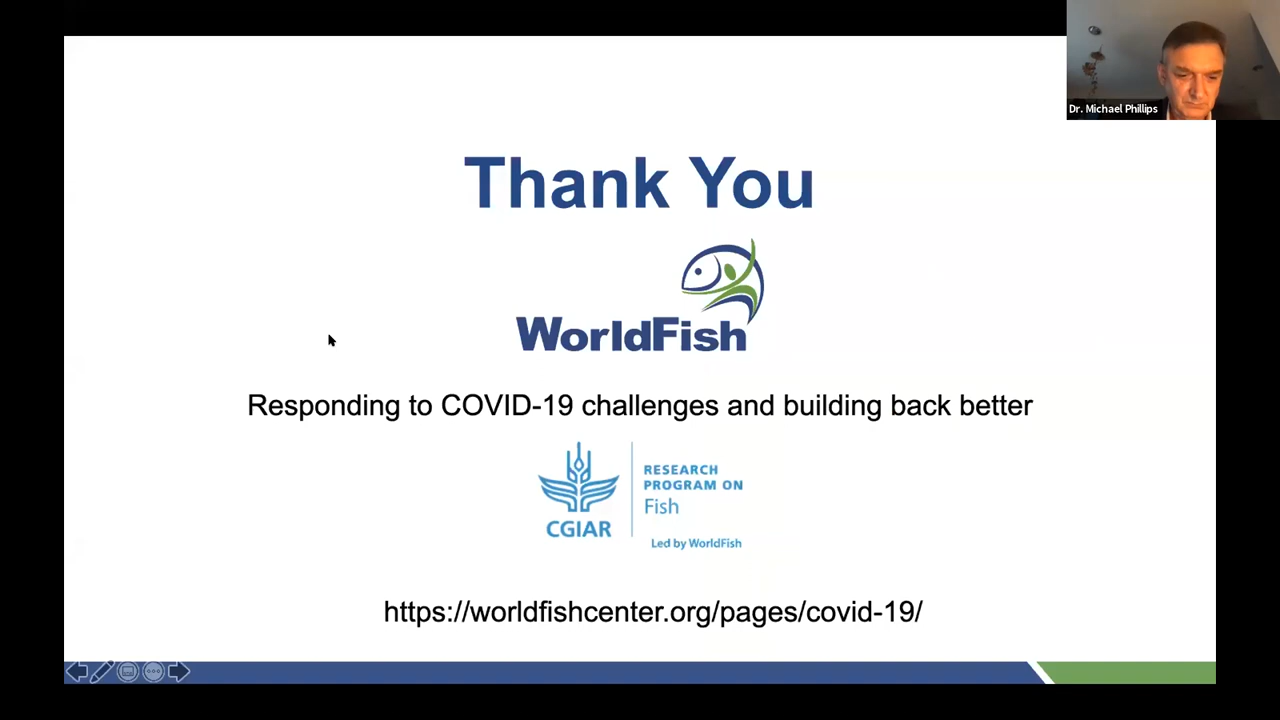 Dr. Michael Phillips
Thank You
WorldFish
Responding to COVID-19 challenges and building back better
RESEARCH
PROGRAM ON
Fish
CGIAR
Led by WorldFish
https://worldfishcenter.org/pages/covid-19/